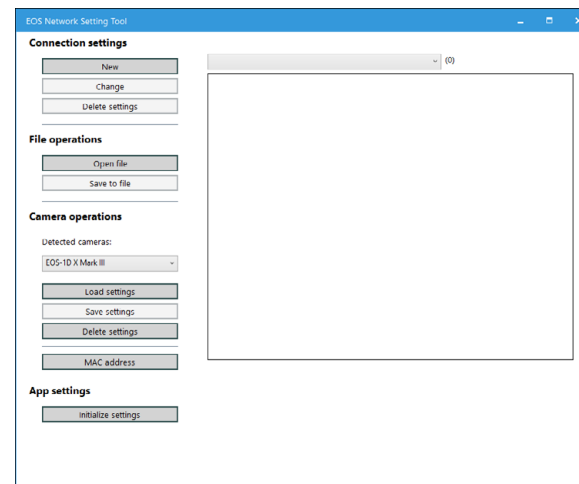 EOS Network Setting Tool
Connection settings
New
Change
Delete settings
(0)
File operations
Open file
Save to file
Camera operations
Detected cameras:
EOS-1D X Mark III
Load settings
Save settings
Delete settings
MAC address
App settings
Initialize settings